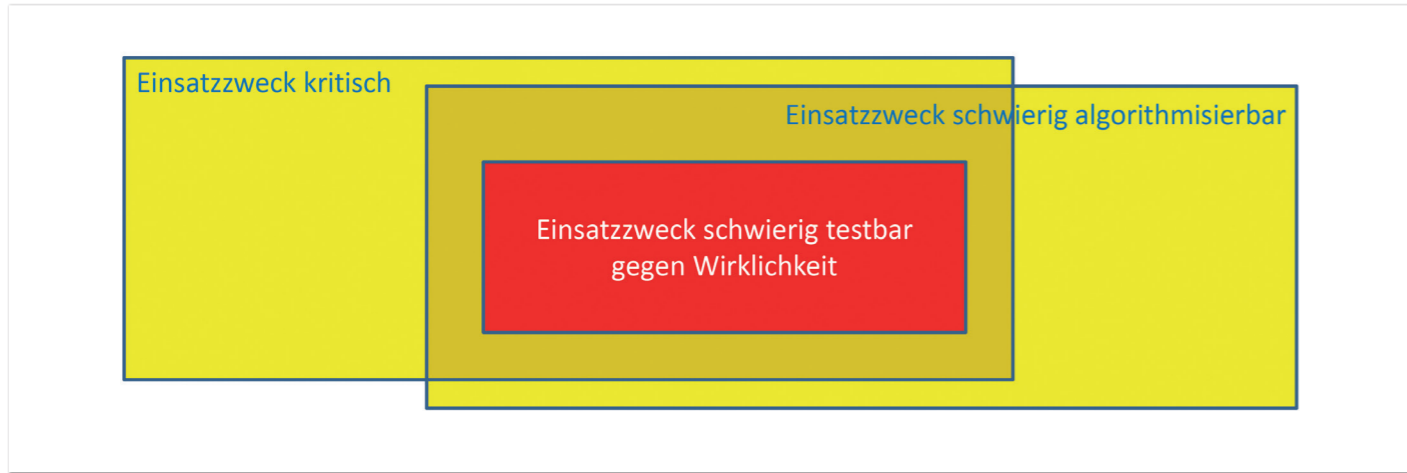 Einsatzzweck kritisch
Einsatzzweck schwierig algorithmisierbar
Einsatzzweck schwierig testbar
gegen Wirklichkeit